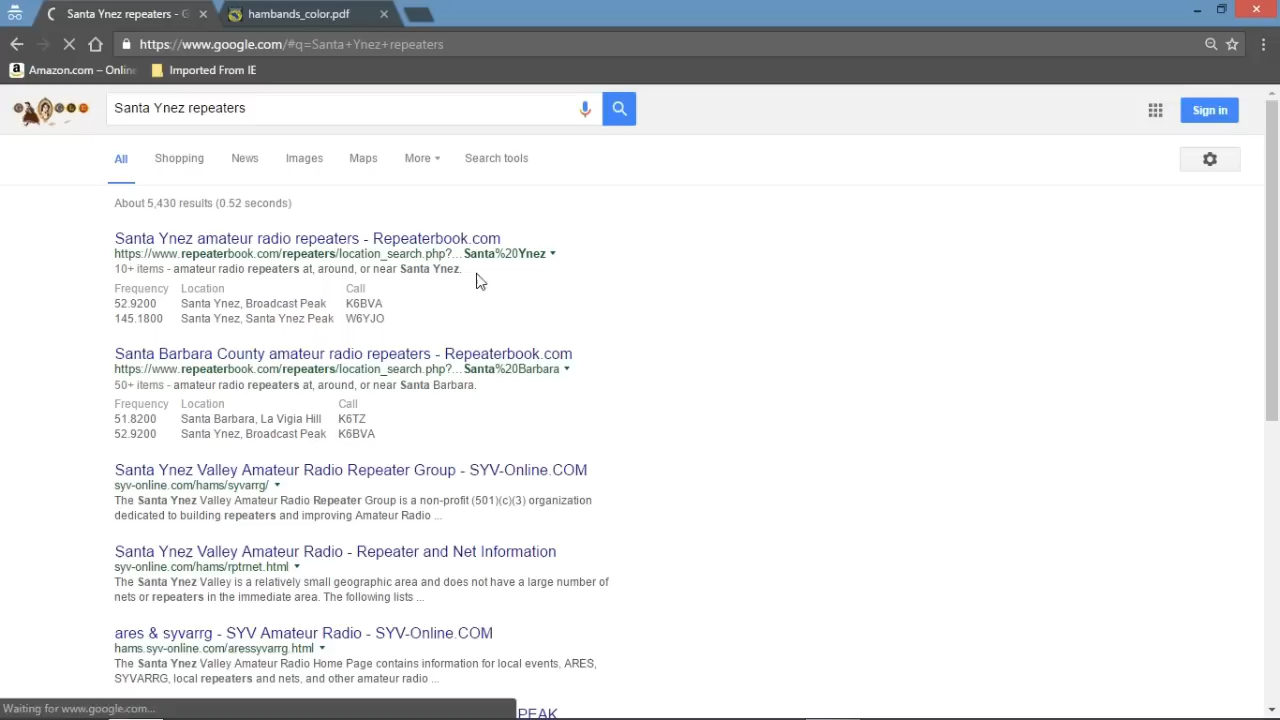 Santa Ynez repeaters - G
hambands_color.pdf
https://www.google.com/#q=Santa+Ynez+repeaters
Amazon.com – Onlin
Imported From IE
Santa Ynez repeaters
Sign in
All Shopping News Images Maps More Search tools
About 5,430 results (0.52 seconds)
Santa Ynez amateur radio repeaters - Repeaterbook.com
https://www.repeaterbook.com/repeaters/location_search.php?...Santa%20Ynez
10+ items - amateur radio repeaters at, around, or near Santa Ynez.
Frequency Location Call
52.9200 Santa Ynez, Broadcast Peak K6BVA
145.1800 Santa Ynez, Santa Ynez Peak W6YJO
Santa Barbara County amateur radio repeaters - Repeaterbook.com
https://www.repeaterbook.com/repeaters/location_search.php?...Santa%20Barbara
50+ items - amateur radio repeaters at, around, or near Santa Barbara.
Frequency Location Call
51.8200 Santa Barbara, La Vigia Hill K6TZ
52.9200 Santa Ynez, Broadcast Peak K6BVA
Santa Ynez Valley Amateur Radio Repeater Group - SYV-Online.COM
syv-online.com/hams/syvarrg/
The Santa Ynez Valley Amateur Radio Repeater Group is a non-profit (501)(c)(3) organization
dedicated to building repeaters and improving Amateur Radio ...
Santa Ynez Valley Amateur Radio - Repeater and Net Information
syv-online.com/hams/rptrnet.html
The Santa Ynez Valley is a relatively small geographic area and does not have a large number of
nets or repeaters in the immediate area. The following lists ...
ares & syvarrg - SYV Amateur Radio - SYV-Online.COM
hams.syv-online.com/aressyvarrg.html
The Santa Ynez Valley Amateur Radio Home Page contains information for local events, ARES,
SYVARRG, local repeaters and nets, and other amateur radio ...
Waiting for www.google.com...
PEAK